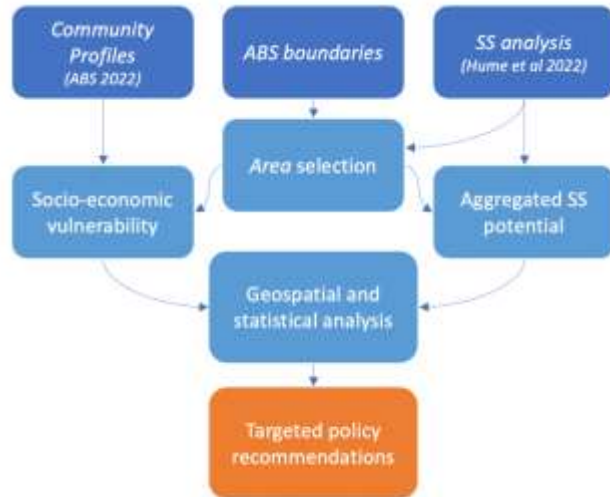 Community
Profiles
(ABS 2022)
ABS boundaries
SS analysis
(Hume et al 2022)
Area selection
Socio-economic
vulnerability
Aggregated SS
potential
Geospatial and
statistical analysis
Targeted policy
recommendations